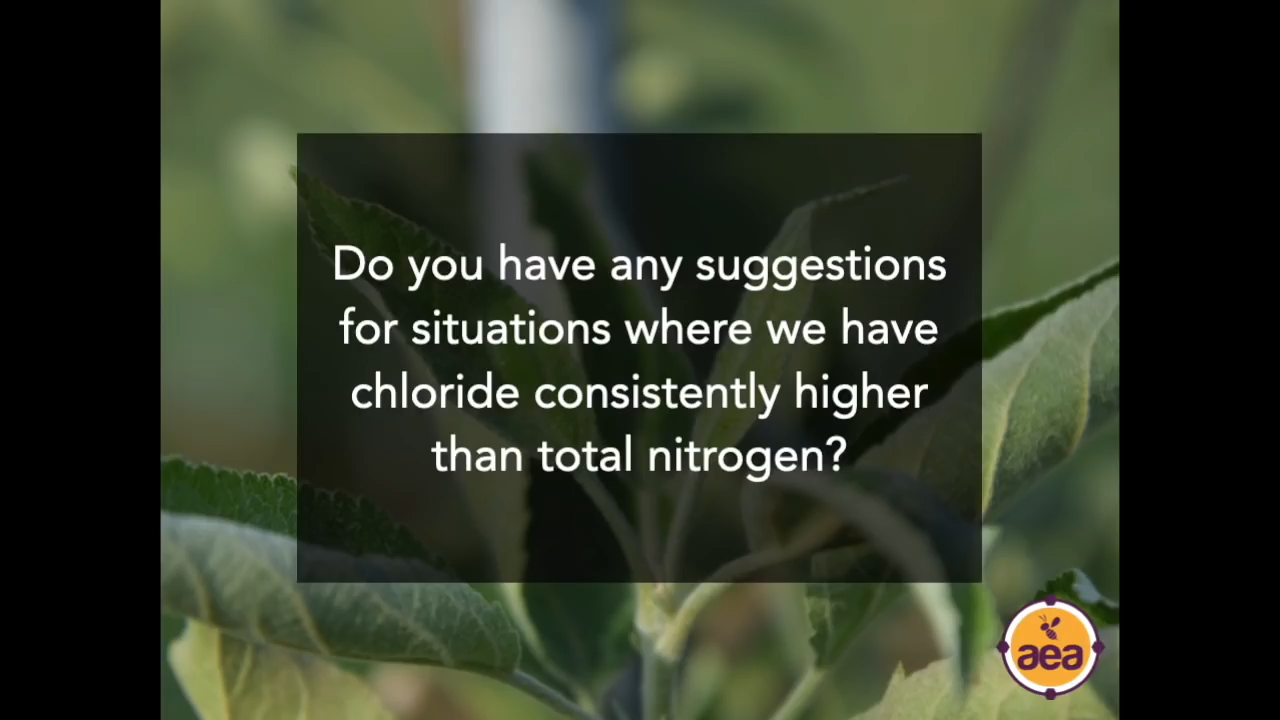 Do you have any suggestions
for situations where we have
chloride consistently higher
than total nitrogen?
aea